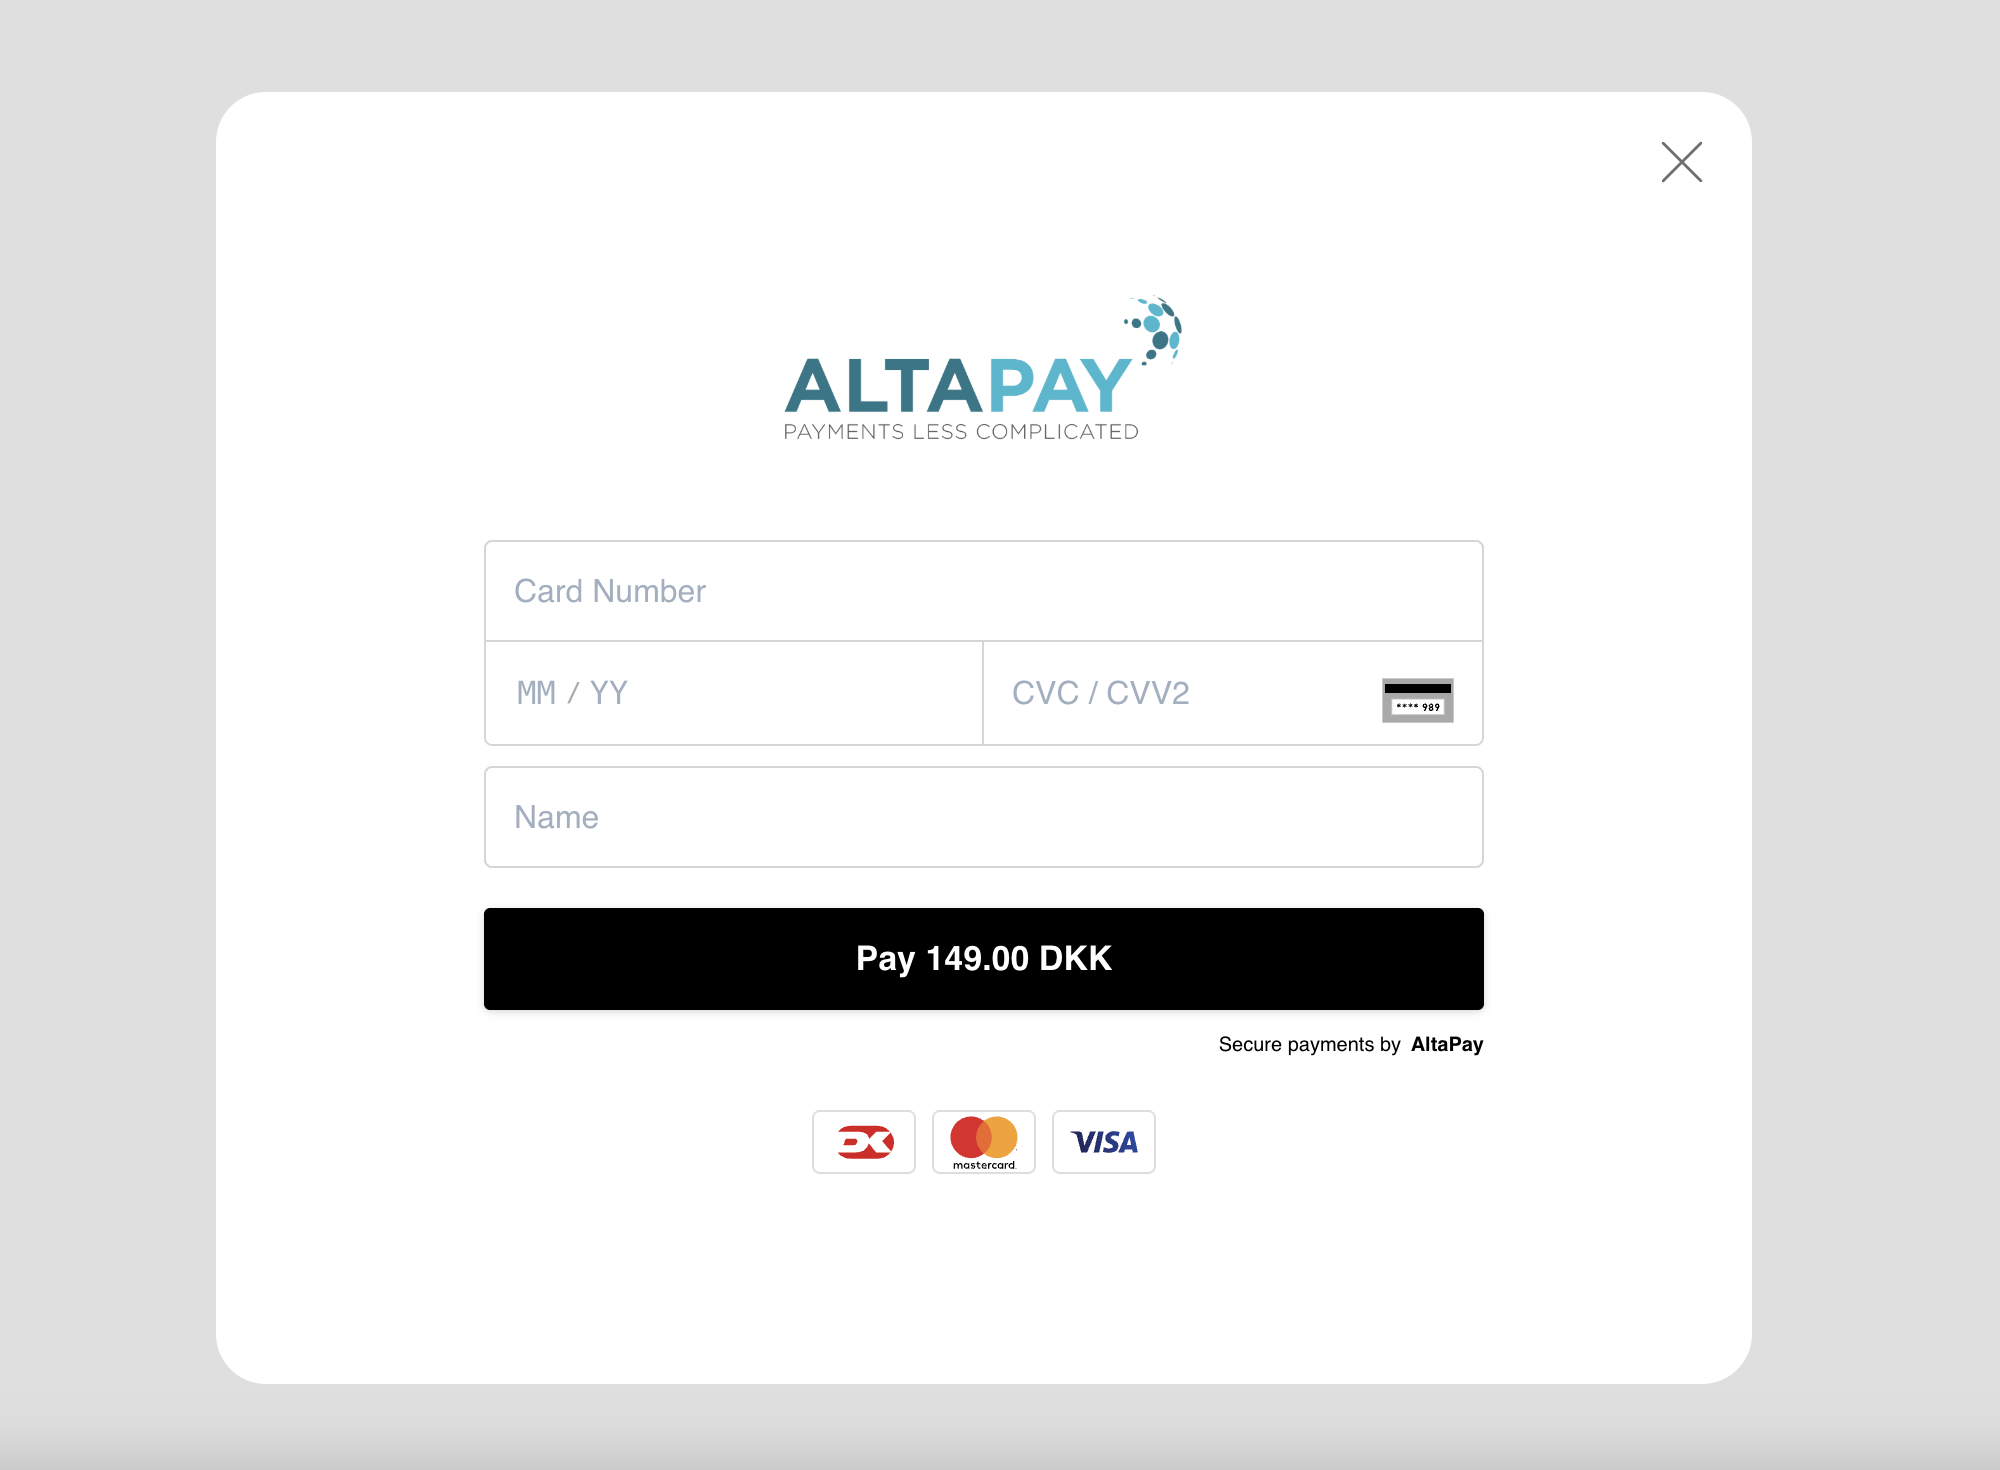 ALTAPAY
PAYMENTS LESS COMPLICATED
Card Number
MM / YY
CVC / CVV2
**** 989
Name
Pay 149.00 DKK
Secure payments by AltaPay
DK
mastercard.
VISA